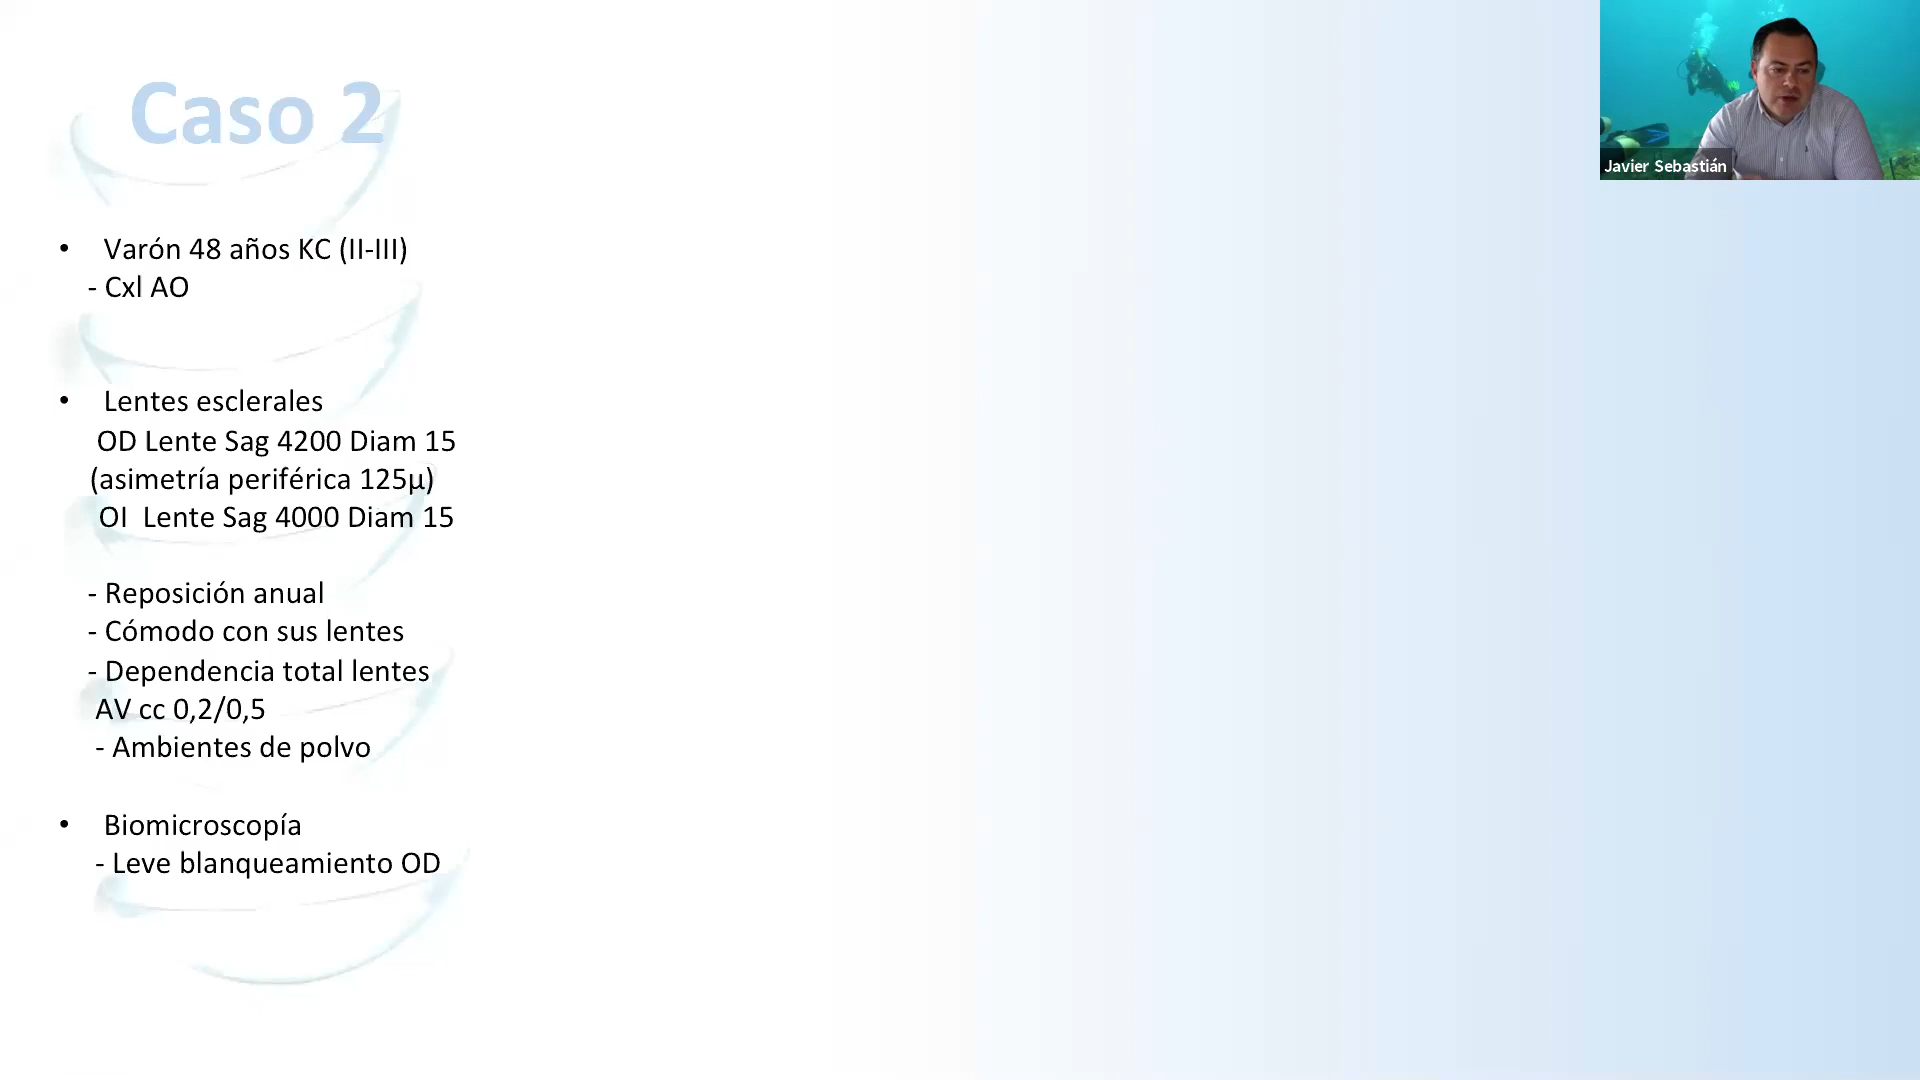 Caso 2
Javier Sebastián
• Varón 48 años KC (II-III)
- Cxl AO
• Lentes esclerales
OD Lente Sag 4200 Diam 15
(asimetría periférica 125µ)
OI Lente Sag 4000 Diam 15
- Reposición anual
- Cómodo con sus lentes
- Dependencia total lentes
AV cc 0,2/0,5
- Ambientes de polvo
• Biomicroscopía
- Leve blanqueamiento OD